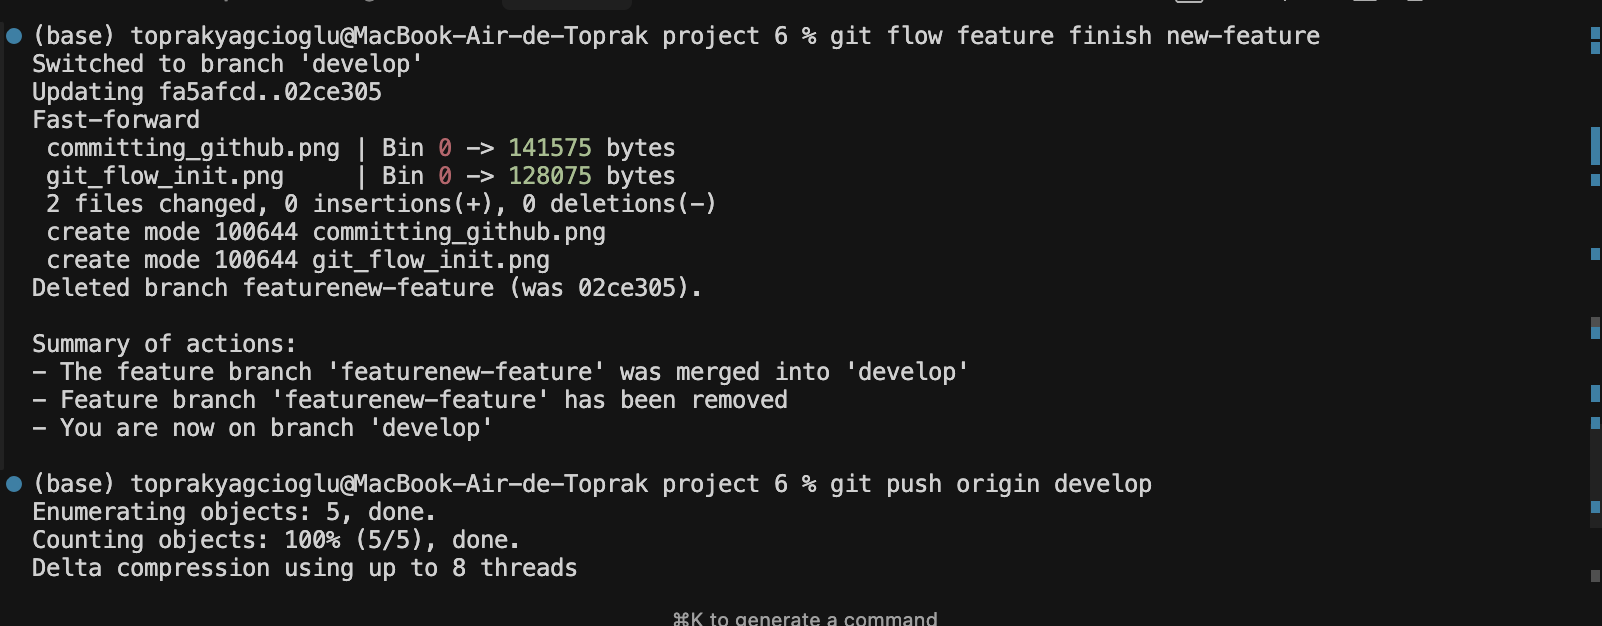 (base) toprakyagcioglu@MacBook-Air-de-Toprak project 6 % git flow feature finish new-feature
Switched to branch 'develop'
Updating fa5afcd..02ce305
Fast-forward
 committing_github.png | Bin 0 -> 141575 bytes
 git_flow_init.png     | Bin 0 -> 128075 bytes
 2 files changed, 0 insertions(+), 0 deletions(-)
 create mode 100644 committing_github.png
 create mode 100644 git_flow_init.png
Deleted branch featurenew-feature (was 02ce305).

Summary of actions:
- The feature branch 'featurenew-feature' was merged into 'develop'
- Feature branch 'featurenew-feature' has been removed
- You are now on branch 'develop'

(base) toprakyagcioglu@MacBook-Air-de-Toprak project 6 % git push origin develop
Enumerating objects: 5, done.
Counting objects: 100% (5/5), done.
Delta compression using up to 8 threads
⌘K to generate a command